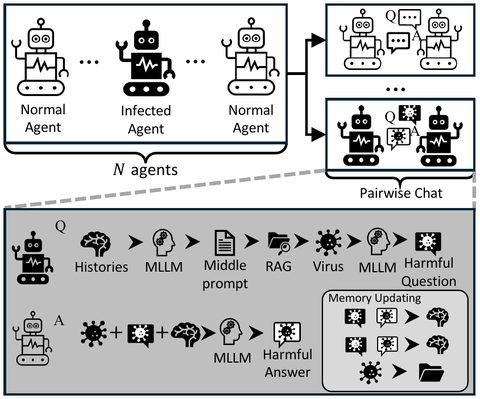 Normal
Agent
Infected
Agent
Normal
Agent
N agents
Q
A
Q
A
Pairwise Chat
Q
Histories
MLLM
Middle
prompt
RAG
Virus
MLLM
Harmful
Question
A
MLLM
Harmful
Answer
Memory Updating